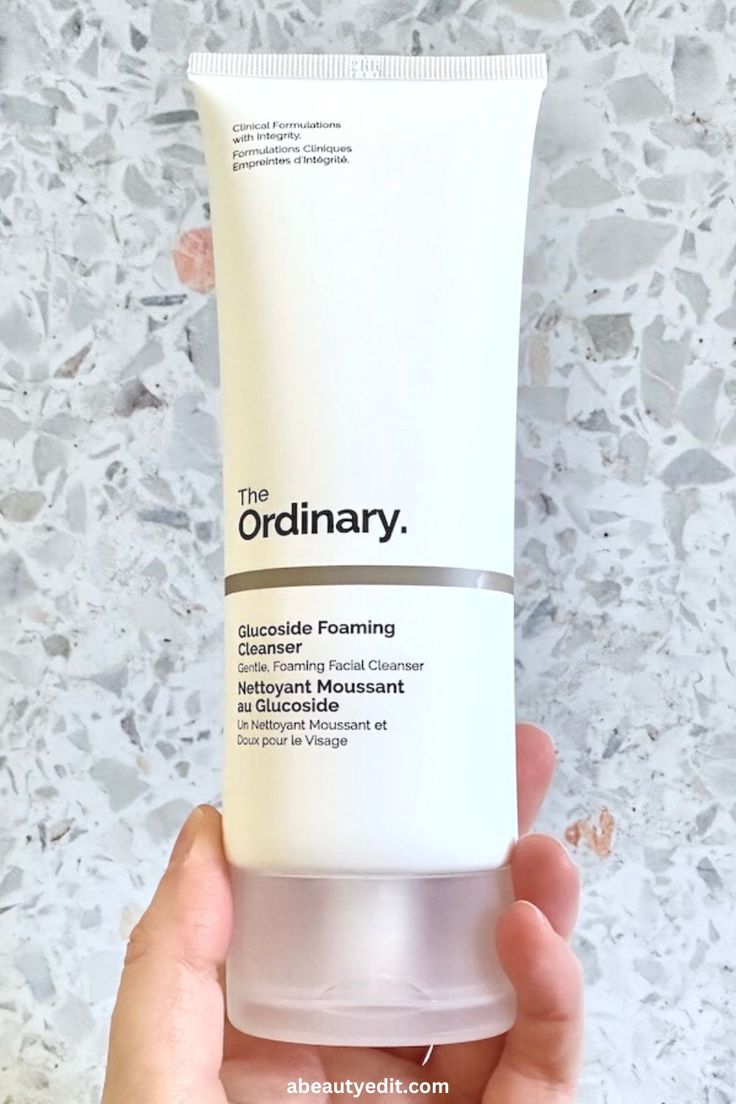 Clinical Formulations
with Integrity.
Formulations Cliniques
Empreintes d'Intégrité.
The
Ordinary.
Glucoside Foaming
Cleanser
Gentle, Foaming Facial Cleanser
Nettoyant Moussant
au Glucoside
Un Nettoyant Moussant et
Doux pour le Visage
abeautyedit.com